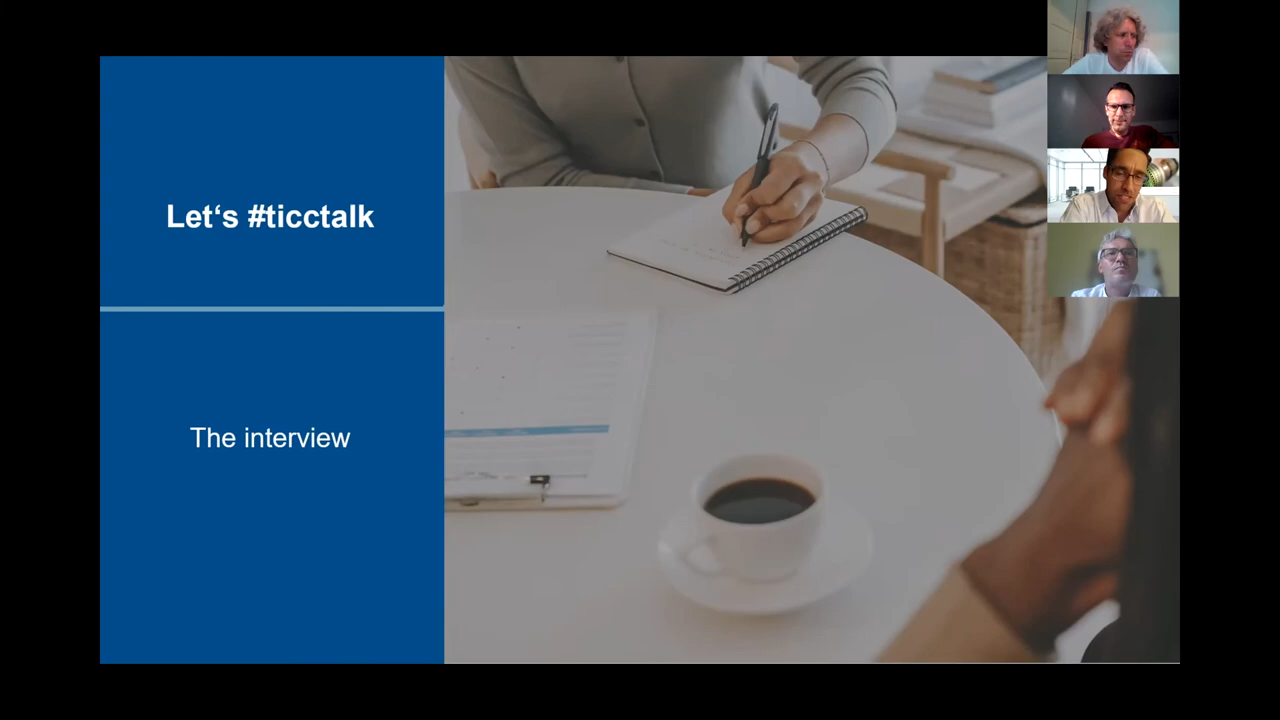 Let‘s #ticctalk
The interview